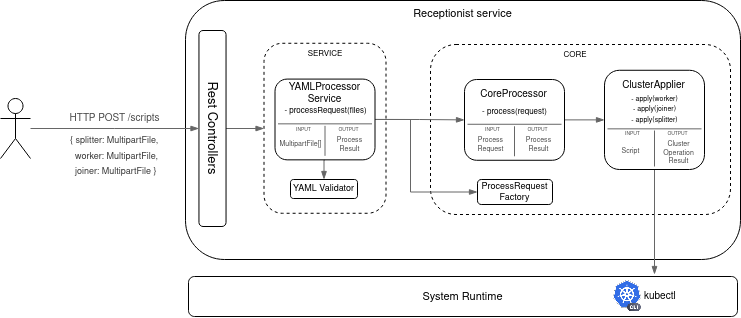 Receptionist service
HTTP POST /scripts
{ splitter: MultipartFile,
worker: MultipartFile,
joiner: MultipartFile }
Rest Controllers
SERVICE
YAMLProcessor
Service
- processRequest(files)
INPUT
OUTPUT
MultipartFile[]
Process
Result
YAML Validator
CORE
CoreProcessor
- process(request)
INPUT
OUTPUT
Process
Request
Process
Result
ProcessRequest
Factory
ClusterApplier
- apply(worker)
- apply(joiner)
- apply(splitter)
INPUT
OUTPUT
Script
Cluster
Operation
Result
System Runtime
CLI
kubectl